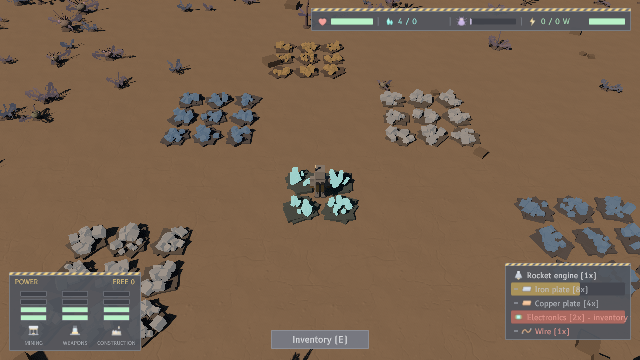 4 / 0
0 / 0 W
POWER
FREE 0
MINING
WEAPONS
CONSTRUCTION
Inventory [E]
Rocket engine [1x]
Iron plate [8x]
Copper plate [4x]
Electronics [2x] - Inventory
Wire [1x]